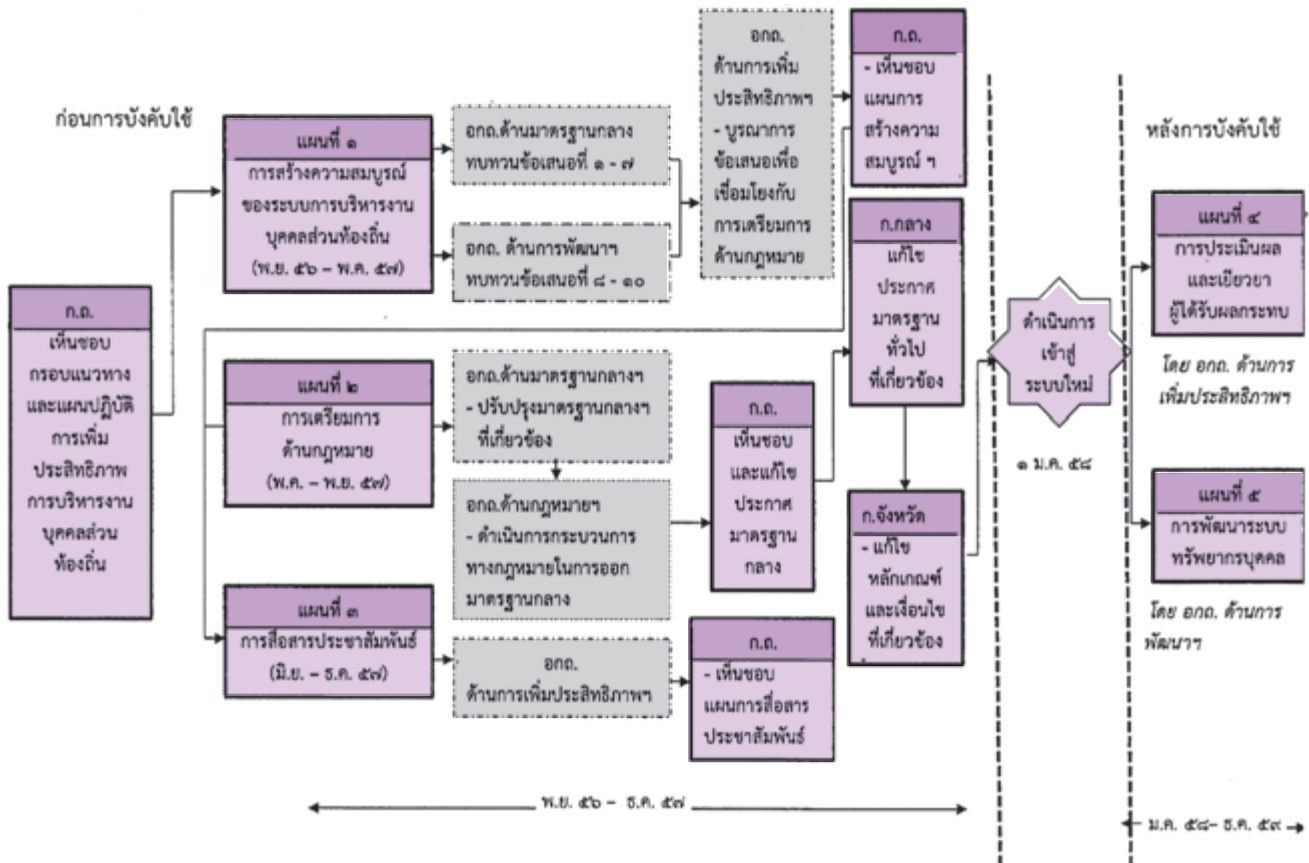 ก่อนการบังคับใช้
ก.ถ.
เห็นชอบ
กรอบแนวทาง
และแผนปฏิบัติ
การเพิ่ม
ประสิทธิภาพ
การบริหารงาน
บุคคลส่วน
ท้องถิ่น
แผนที่ ๑
การสร้างความสมบูรณ์
ของระบบการบริหารงาน
บุคคลส่วนท้องถิ่น
(พ.ย. ๕๖ – พ.ค. ๕๗)
อกถ.ด้านมาตรฐานกลาง
ทบทวนข้อเสนอที่ ๑ - ๗
อกถ. ด้านการพัฒนาฯ
ทบทวนข้อเสนอที่ ๘ - ๑๐
อกถ.
ด้านการเพิ่ม
ประสิทธิภาพฯ
- บูรณาการ
ข้อเสนอเพื่อ
เชื่อมโยงกับ
การเตรียมการ
ด้านกฎหมาย
ก.ถ.
- เห็นชอบ
แผนการ
สร้างความ
สมบูรณ์ ฯ
แผนที่ ๒
การเตรียมการ
ด้านกฎหมาย
(พ.ค. – พ.ย. ๕๗)
อกถ.ด้านมาตรฐานกลางฯ
- ปรับปรุงมาตรฐานกลางฯ
ที่เกี่ยวข้อง
อกถ.ด้านกฎหมายฯ
- ดำเนินการกระบวนการ
ทางกฎหมายในการออก
มาตรฐานกลาง
ก.ถ.
เห็นชอบ
และแก้ไข
ประกาศ
มาตรฐาน
กลาง
ก.กลาง
แก้ไข
ประกาศ
มาตรฐาน
ทั่วไป
ที่เกี่ยวข้อง
ก.จังหวัด
- แก้ไข
หลักเกณฑ์
และเงื่อนไข
ที่เกี่ยวข้อง
แผนที่ ๓
การสื่อสารประชาสัมพันธ์
(มิ.ย. – ธ.ค. ๕๗)
อกถ.
ด้านการเพิ่มประสิทธิภาพฯ
ก.ถ.
- เห็นชอบ
แผนการสื่อสาร
ประชาสัมพันธ์
พ.ย. ๕๖ – ธ.ค. ๕๗
ดำเนินการ
เข้าสู่
ระบบใหม่
๑ ม.ค. ๕๘
หลังการบังคับใช้
แผนที่ ๔
การประเมินผล
และเยียวยา
ผู้ได้รับผลกระทบ
โดย อกถ. ด้านการ
เพิ่มประสิทธิภาพฯ
แผนที่ ๕
การพัฒนาระบบ
ทรัพยากรบุคคล
โดย อกถ. ด้านการ
พัฒนาฯ
ม.ค. ๕๘– ธ.ค. ๕๙